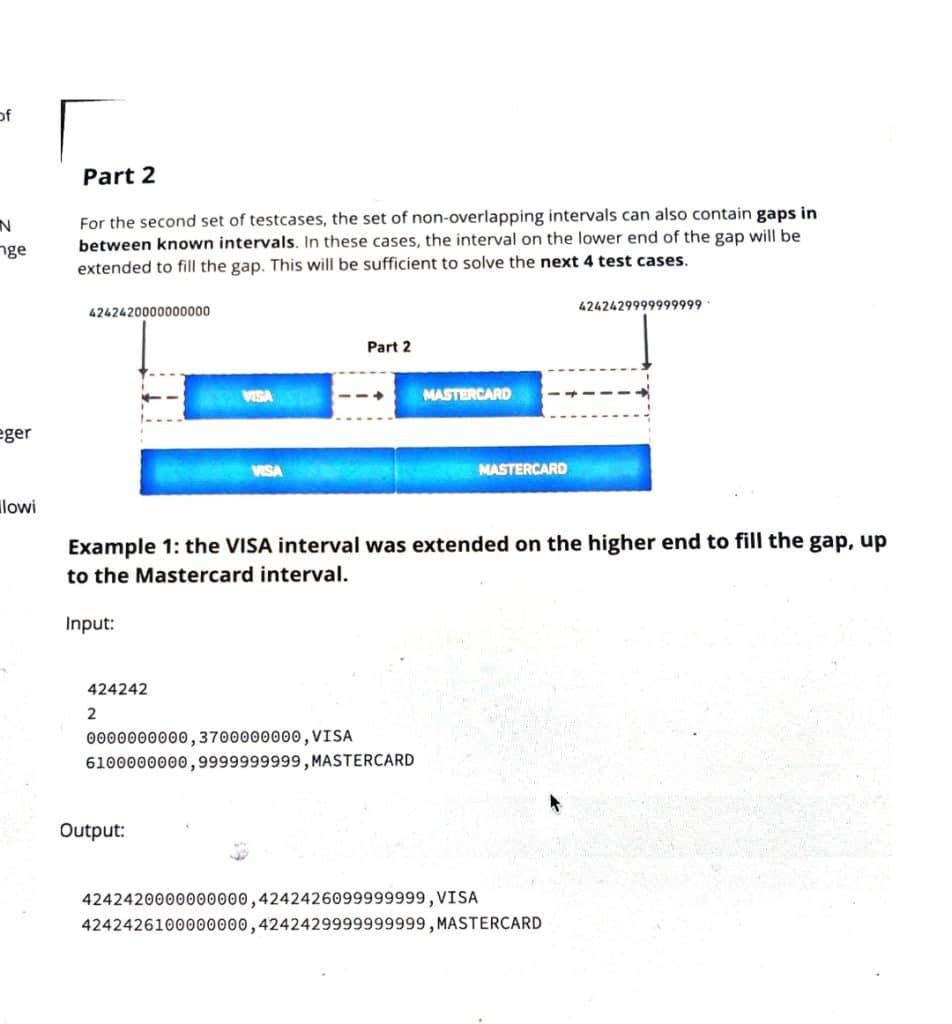 of
Part 2
N
nge
For the second set of testcases, the set of non-overlapping intervals can also contain gaps in
between known intervals. In these cases, the interval on the lower end of the gap will be
extended to fill the gap. This will be sufficient to solve the next 4 test cases.
4242420000000000
4242429999999999
Part 2
VISA
MASTERCARD
eger
VISA
MASTERCARD
llowi
Example 1: the VISA interval was extended on the higher end to fill the gap, up
to the Mastercard interval.
Input:
424242
2
0000000000,3700000000,VISA
6100000000,9999999999,MASTERCARD
Output:
4242420000000000,4242426099999999,VISA
4242426100000000,4242429999999999,MASTERCARD